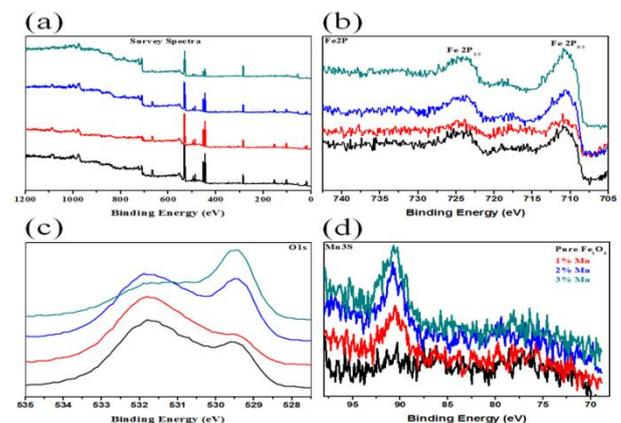 (a)
Survey Spectra
1200 1000 800 600 400 200 0
Binding Energy (eV)
(b)
Fe2P
Fe 2P1/2
Fe 2P3/2
740 735 730 725 720 715 710 705
Binding Energy (eV)
(c)
O1s
535 534 533 532 531 530 529 528
Binding Energy (eV)
(d)
Mn3S
Pure Fe2O3
1% Mn
2% Mn
3% Mn
95 90 85 80 75 70
Binding Energy (eV)